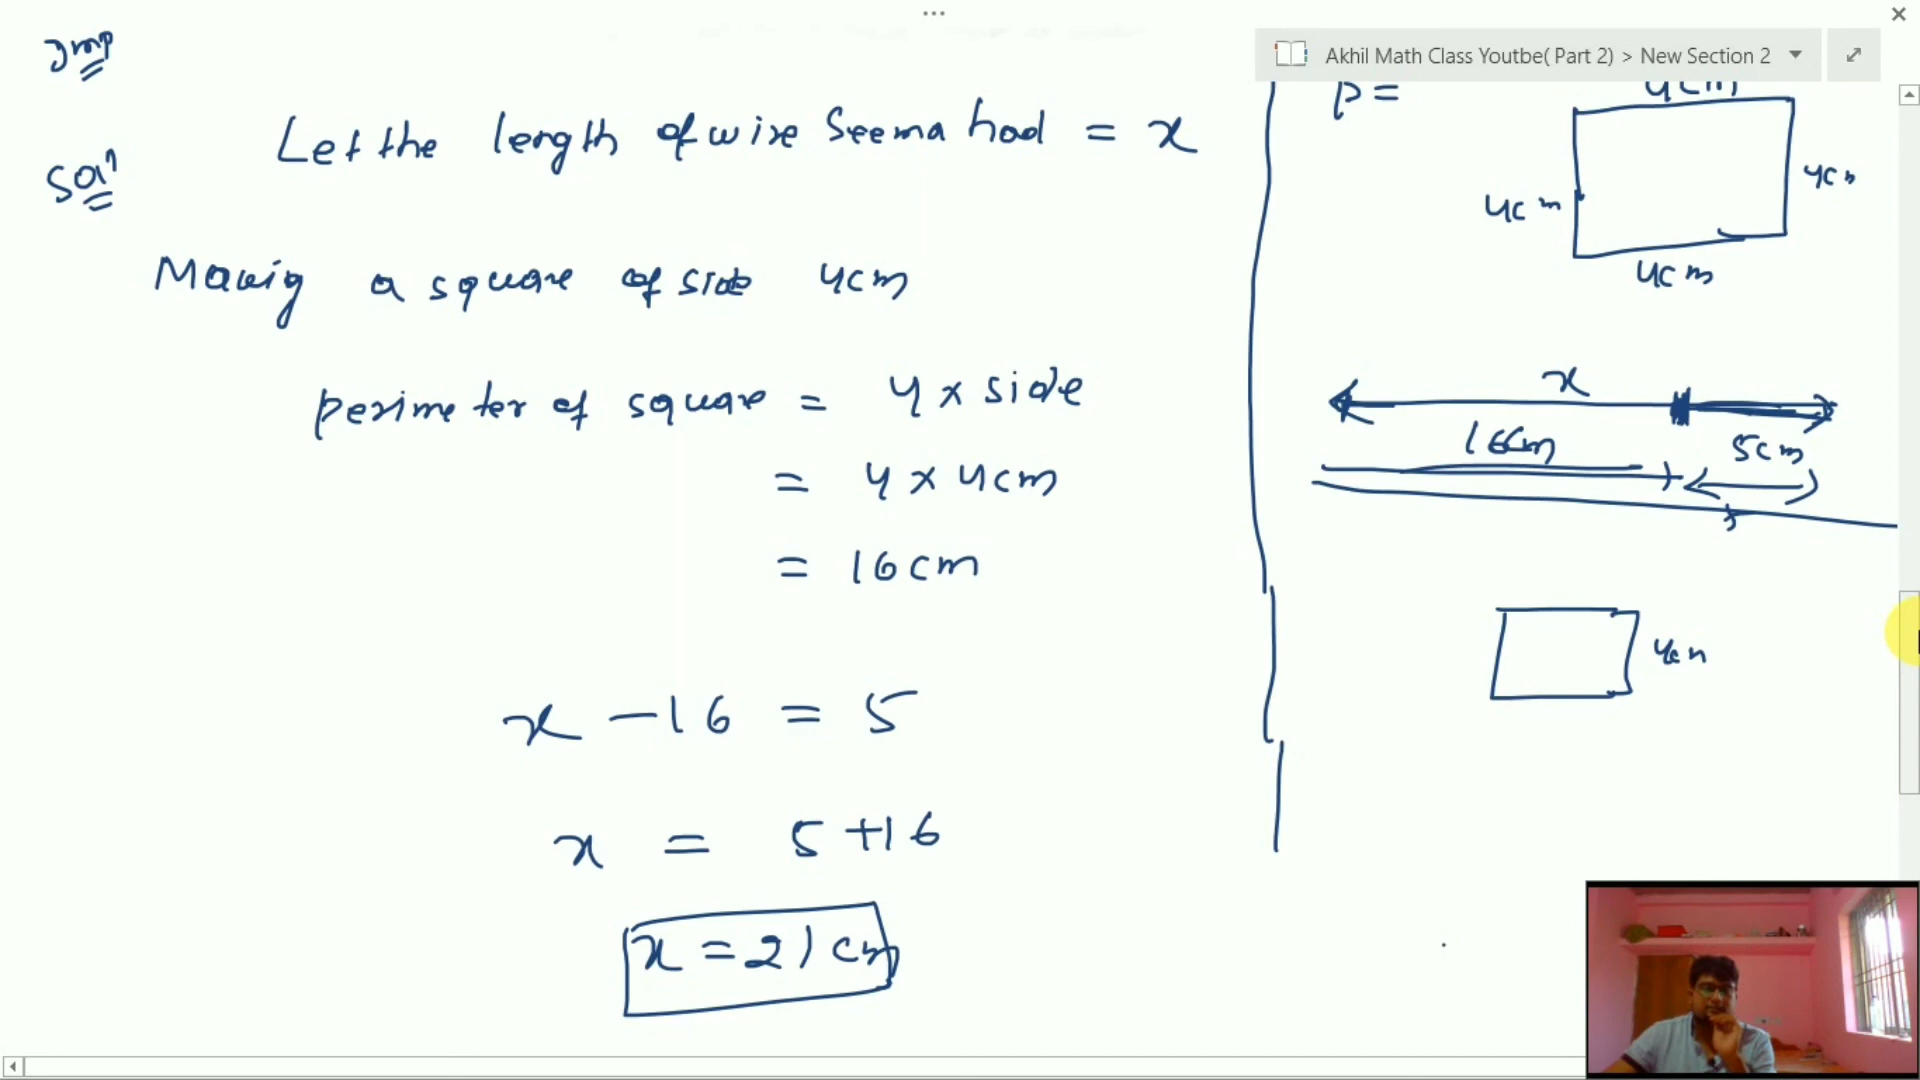 Imp
Akhil Math Class Youtbe( Part 2) > New Section 2
Let the length of wire Seema had = x
Sol^n
Making a square of side 4cm
perimeter of square = 4 x side
= 4 x 4cm
= 16cm
x - 16 = 5
x = 5 + 16
x = 21 cm
P =
4cm
4cm
4cm
4cm
x
16cm
5cm
4cm